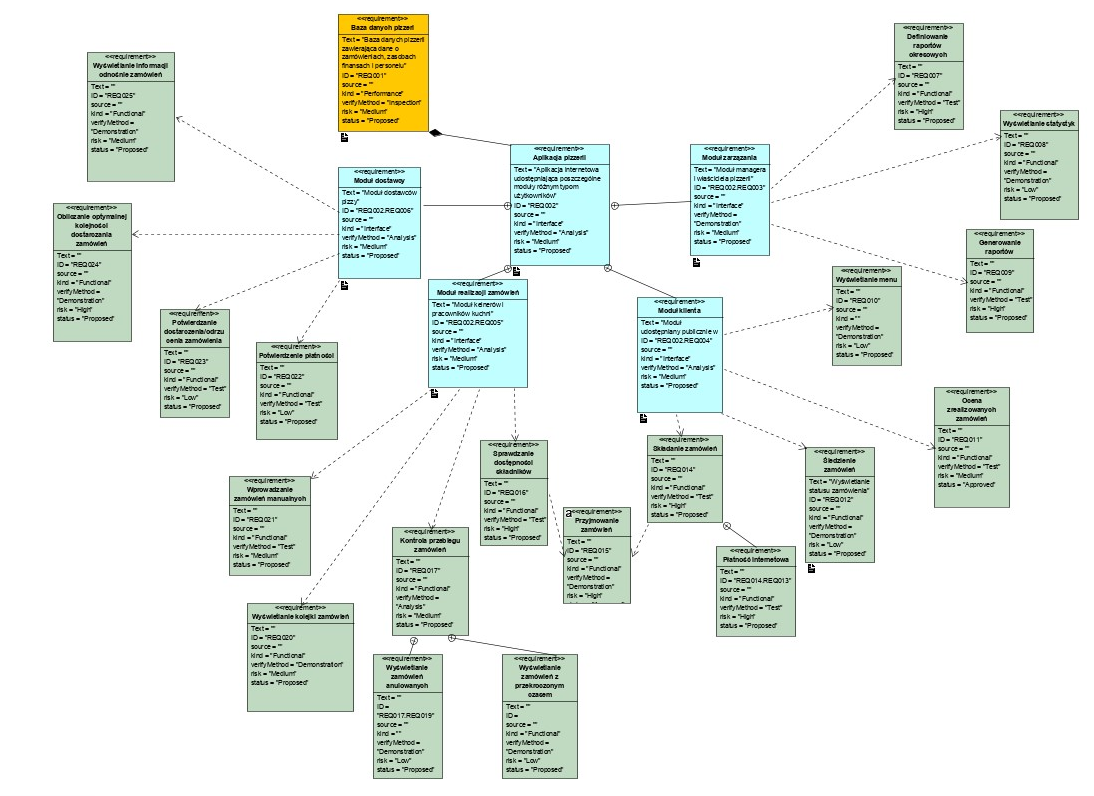 <<requirement>>
Baza danych pizzeri
Text = "Baza danych pizzerii
zawierająca dane o
zamówieniach, zasobach
finansach i personelu"
ID = "REQ001"
source = ""
kind = "Performance"
verifyMethod = "Inspection"
risk = "Medium"
status = "Proposed"
<<requirement>>
Wyświetlanie informacji
odnośnie zamówień
Text = ""
ID = "REQ025"
source = ""
kind = "Functional"
verifyMethod =
"Demonstration"
risk = "Medium"
status = "Proposed"
<<requirement>>
Definiowanie
raportów
okresowych
Text = ""
ID = "REQ007"
source = ""
kind = "Functional"
verifyMethod = "Test"
risk = "High"
status = "Proposed"
<<requirement>>
Wyświetlanie statystyk
Text = ""
ID = "REQ008"
source = ""
kind = "Functional"
verifyMethod =
"Demonstration"
risk = "Low"
status = "Proposed"
<<requirement>>
Aplikacja pizzerii
Text = "Aplikacja internetowa
udostępniająca poszczególne
moduły różnym typom
użytkowników"
ID = "REQ002"
source = ""
kind = "Interface"
verifyMethod = "Analysis"
risk = "Medium"
status = "Proposed"
<<requirement>>
Moduł zarządzania
Text = "Moduł managera
i właściciela pizzerii"
ID = "REQ002.REQ003"
kind = "Interface"
verifyMethod =
"Demonstration"
risk = "Medium"
status = "Proposed"
<<requirement>>
Moduł dostawcy
Text = "Moduł dostawców
pizzy"
ID = "REQ002.REQ006"
source = ""
kind = "Interface"
verifyMethod = "Analysis"
risk = "Medium"
status = "Proposed"
<<requirement>>
Obliczanie optymalnej
kolejności
dostarczania
zamówień
Text = ""
ID = "REQ024"
source = ""
kind = "Functional"
verifyMethod =
"Demonstration"
risk = "High"
status = "Proposed"
<<requirement>>
Generowanie
raportów
Text = ""
ID = "REQ009"
source = ""
kind = "Functional"
verifyMethod = "Test"
risk = "High"
status = "Proposed"
<<requirement>>
Wyświetlanie menu
Text = ""
ID = "REQ010"
source = ""
kind = ""
verifyMethod =
"Demonstration"
risk = "Low"
status = "Proposed"
<<requirement>>
Moduł realizacji zamówień
Text = "Moduł kelnerów i
pracowników kuchni"
ID = "REQ002.REQ005"
source = ""
kind = "Interface"
verifyMethod = "Analysis"
risk = "Medium"
status = "Proposed"
<<requirement>>
Moduł klienta
Text = "Moduł
udostępniany publicznie w
ID = "REQ002.REQ004"
source = ""
kind = "Interface"
verifyMethod = "Analysis"
risk = "Medium"
status = "Proposed"
<<requirement>>
Potwierdzanie
dostarczenia/odrzu
cenia zamówienia
Text = ""
ID = "REQ023"
source = ""
kind = "Functional"
verifyMethod = "Test"
risk = "Low"
status = "Proposed"
<<requirement>>
Potwierdzenie płatności
Text = ""
ID = "REQ022"
source = ""
kind = "Functional"
verifyMethod = "Test"
risk = "Low"
status = "Proposed"
<<requirement>>
Ocena
zrealizowanych
zamówień
Text = ""
ID = "REQ011"
source = ""
kind = "Functional"
verifyMethod = "Test"
risk = "Medium"
status = "Approved"
<<requirement>>
Sprawdzanie
dostępności
składników
Text = ""
ID = "REQ016"
source = ""
kind = "Functional"
verifyMethod = "Test"
risk = "High"
status = "Proposed"
<<requirement>>
Składanie zamówień
Text = ""
ID = "REQ014"
source = ""
kind = "Functional"
verifyMethod = "Test"
risk = "High"
status = "Proposed"
<<requirement>>
Śledzienie
zamówień
Text = "Wyświetlanie
statusu zamówienia"
ID = "REQ012"
source = ""
kind = "Functional"
verifyMethod =
"Demonstration"
risk = "Low"
status = "Proposed"
<<requirement>>
Wprowadzanie
zamówień manualnych
Text = ""
ID = "REQ021"
source = ""
kind = "Functional"
verifyMethod = "Test"
risk = "Medium"
status = "Proposed"
a
<<requirement>>
Przyjmowanie
zamówień
Text = ""
ID = "REQ015"
source = ""
kind = "Functional"
verifyMethod =
"Demonstration"
risk = "High"
<<requirement>>
Kontrola przebiegu
zamówień
Text = ""
ID = "REQ017"
source = ""
kind = "Functional"
verifyMethod =
"Analysis"
risk = "Medium"
status = "Proposed"
<<requirement>>
Płatność internetowa
Text = ""
ID = "REQ014.REQ013"
source = ""
kind = "Functional"
verifyMethod = "Test"
risk = "High"
status = "Proposed"
<<requirement>>
Wyświetlanie kolejki zamówień
Text = ""
ID = "REQ020"
source = ""
kind = "Functional"
verifyMethod = "Demonstration"
risk = "Medium"
status = "Proposed"
<<requirement>>
Wyświetlanie
zamówień
anulowanych
Text = ""
ID =
"REQ017.REQ019"
source = ""
kind = ""
verifyMethod =
"Demonstration"
risk = "Low"
status = "Proposed"
<<requirement>>
Wyświetlanie
zamówień z
przekroczonym
czasem
Text = ""
ID =
source = ""
kind = "Functional"
verifyMethod =
"Demonstration"
risk = "Low"
status = "Proposed"